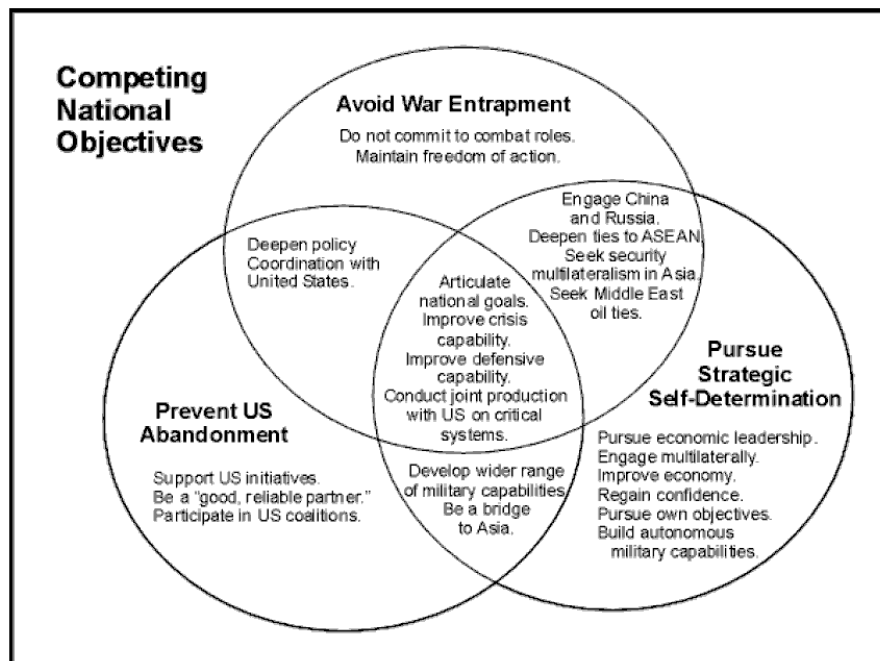 Competing
National
Objectives
Avoid War Entrapment
Do not commit to combat roles.
Maintain freedom of action.
Engage China
and Russia.
Deepen ties to ASEAN.
Seek security
multilateralism in Asia.
Seek Middle East
oil ties.
Deepen policy
Coordination with
United States.
Articulate
national goals.
Improve crisis
capability.
Improve defensive
capability.
Conduct joint production
with US on critical
systems.
Pursue
Strategic
Self-Determination
Pursue economic leadership.
Engage multilaterally.
Improve economy.
Regain confidence.
Pursue own objectives.
Build autonomous
military capabilities.
Prevent US
Abandonment
Support US initiatives.
Be a "good, reliable partner."
Participate in US coalitions.
Develop wider range
of military capabilities.
Be a bridge
to Asia.